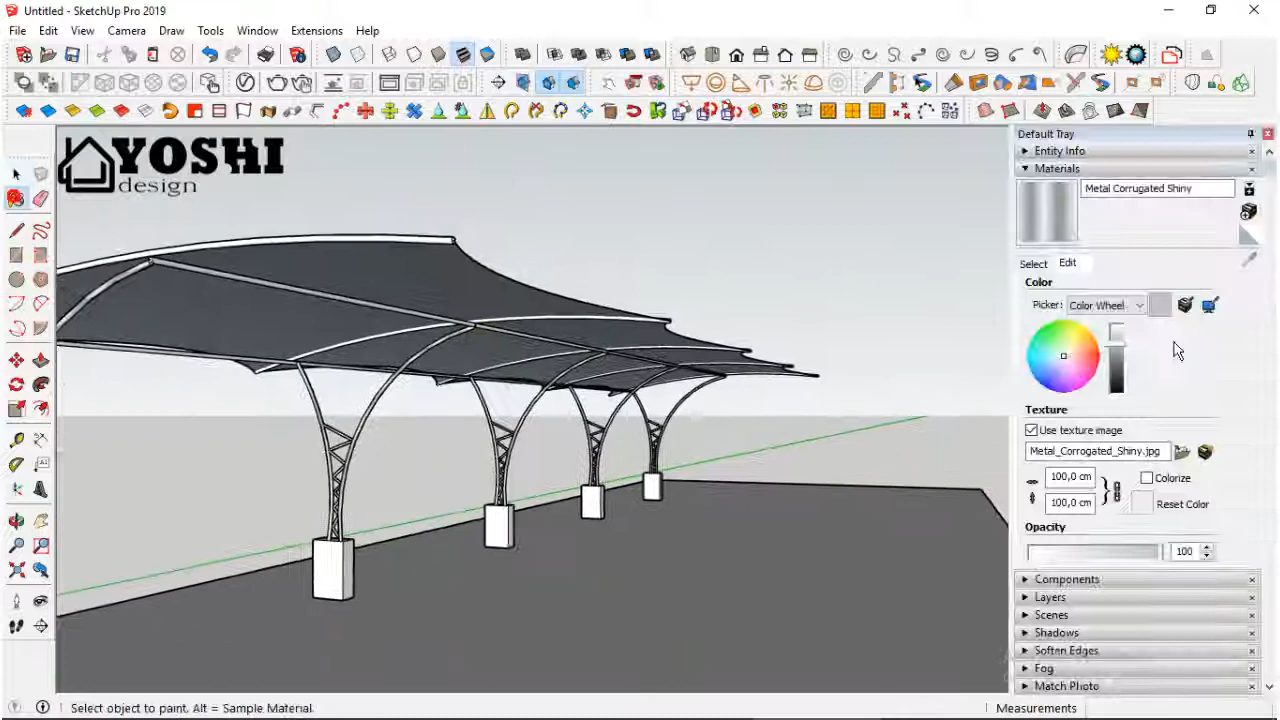 Untitled - SketchUp Pro 2019
File Edit View Camera Draw Tools Window Extensions Help
YOSHI
design
Default Tray
Entity Info
Materials
Metal Corrugated Shiny
Select Edit
Color
Picker: Color Wheel
Texture
Use texture image
Metal_Corrogated_Shiny.jpg
100,0 cm Colorize
100,0 cm Reset Color
Opacity
100
Components
Layers
Scenes
Shadows
Soften Edges
Fog
Match Photo
Select object to paint. Alt = Sample Material.
Measurements